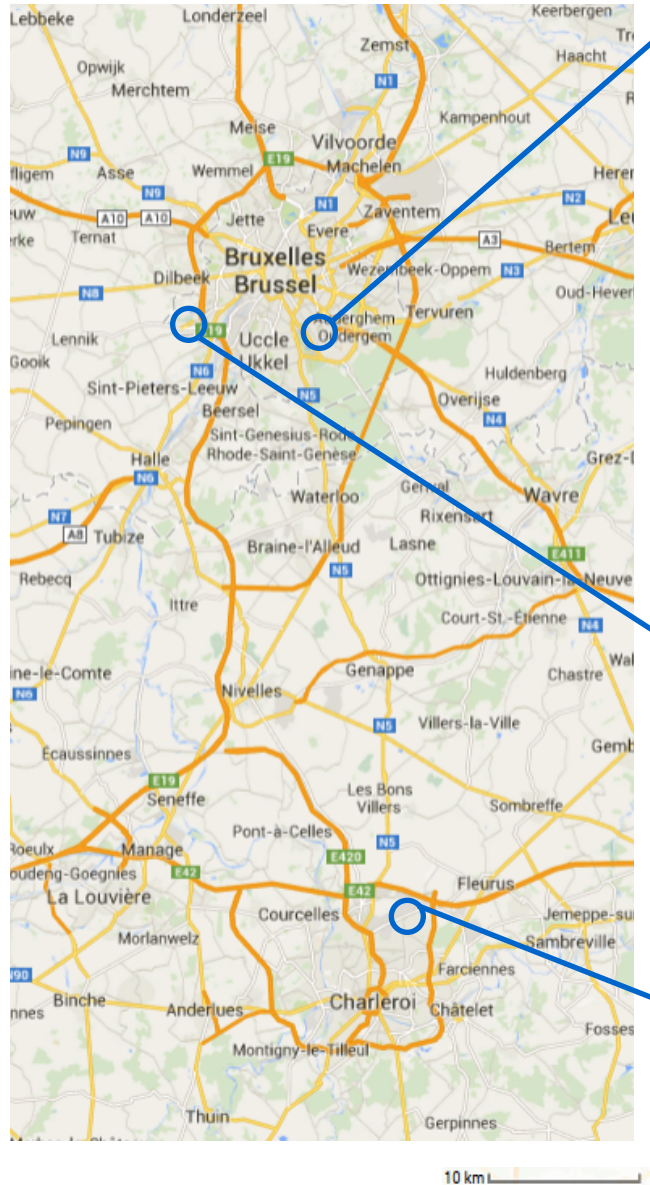 Lebbeke
Londerzeel
Keerbergen
Zemst
Haacht
Opwijk
N1
Merchtem
Kampenhout
Meise
Vilvoorde
N9
E19
Machelen
Asse
Wemmel
N9
N1
N2
Zaventem
A10
A10
Jette
Ternat
Evere
A3
Bertem
Bruxelles
Brussel
Wezembeek-Oppem
N3
Dilbeek
N8
Tervuren
Lennik
Uccle
Ukkel
Oudergem
Gooik
N6
Huldenberg
Sint-Pieters-Leeuw
N5
Overijse
Beersel
N4
Pepingen
Sint-Genesius-Rode
Rhode-Saint-Genèse
Halle
N6
Waterloo
Genval
Wavre
N7
Rixensart
A8
Tubize
Braine-l'Alleud
Lasne
E411
N5
Rebecq
Ottignies-Louvain-la-Neuve
Ittre
Court-St.-Étienne
N4
Genappe
Chastre
N6
Nivelles
N5
Villers-la-Ville
Écaussinnes
E19
Les Bons
Villers
Seneffe
Sombreffe
Pont-à-Celles
N5
Manage
E420
E42
E42
Fleurus
La Louvière
Courcelles
Morlanwelz
Sambreville
Farciennes
Binche
Anderlues
Charleroi
Châtelet
Montigny-le-Tilleul
Thuin
Gerpinnes
10 km